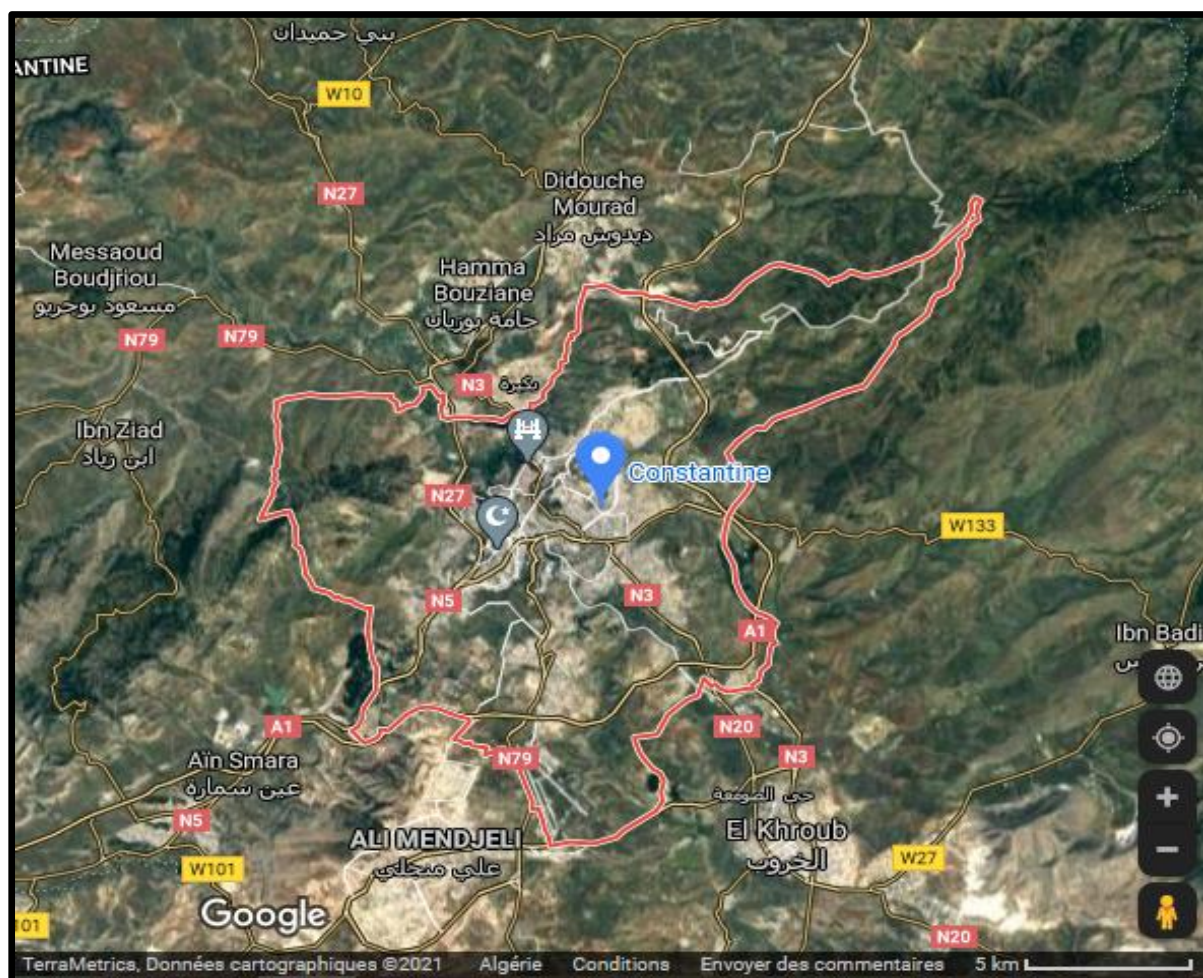 بني حميدان
ANTINE
W10
N27
Didouche
Mourad
ديدوش مراد
Messaoud
Boudjriou
مسعود بوجريو
Hamma
Bouziane
حامة بوزيان
N79
N79
N3
بكيرة
Ibn Ziad
ابن زياد
Constantine
N27
W133
N5
N3
A1
Ibn Badi
يس
A1
N20
N79
N3
Aïn Smara
عين سمارة
حي الصومعة
N5
ALI MENDJELI
علي منجلي
El Khroub
الخروب
W101
W27
Google
101
N20
TerraMetrics, Données cartographiques ©2021 Algérie Conditions Envoyer des commentaires 5 km